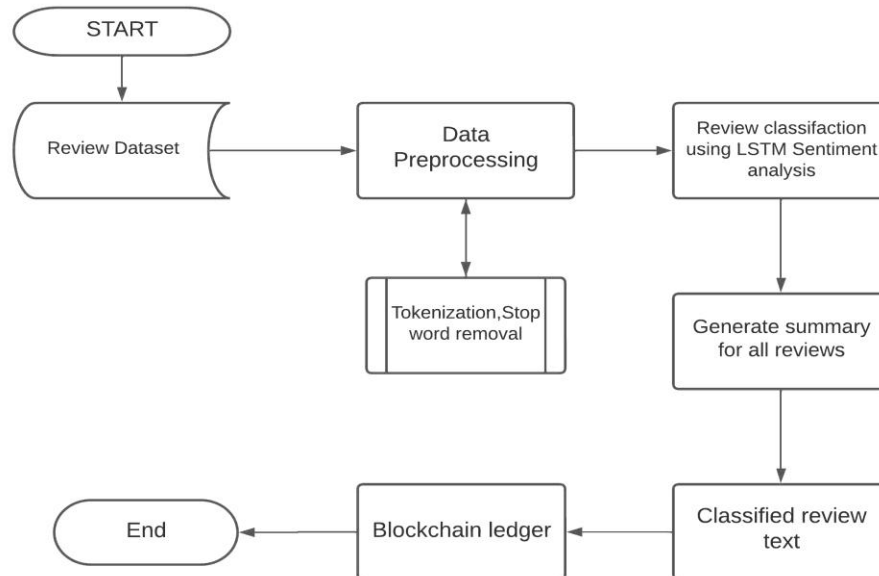 START
Review Dataset
Data
Preprocessing
Review classifaction
using LSTM Sentiment
analysis
Tokenization,Stop
word removal
Generate summary
for all reviews
Classified review
text
Blockchain ledger
End